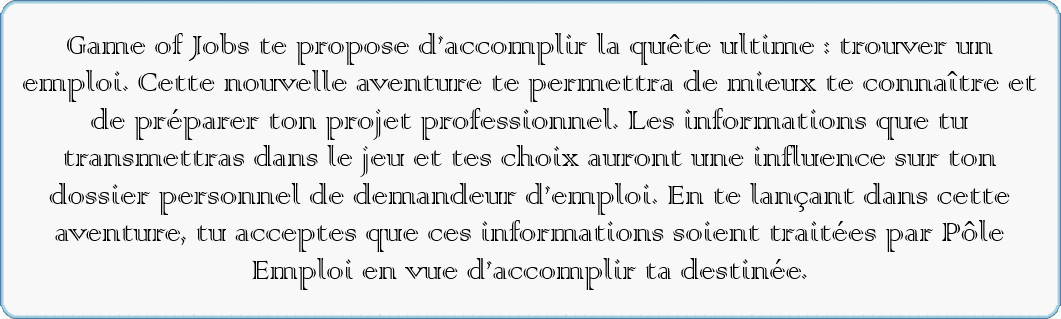 Game of Jobs te propose d'accomplir la quête ultime : trouver un
emploi. Cette nouvelle aventure te permettra de mieux te connaître et
de préparer ton projet professionnel. Les informations que tu
transmettras dans le jeu et tes choix auront une influence sur ton
dossier personnel de demandeur d'emploi. En te lançant dans cette
aventure, tu acceptes que ces informations soient traitées par Pôle
Emploi en vue d'accomplir ta destinée.